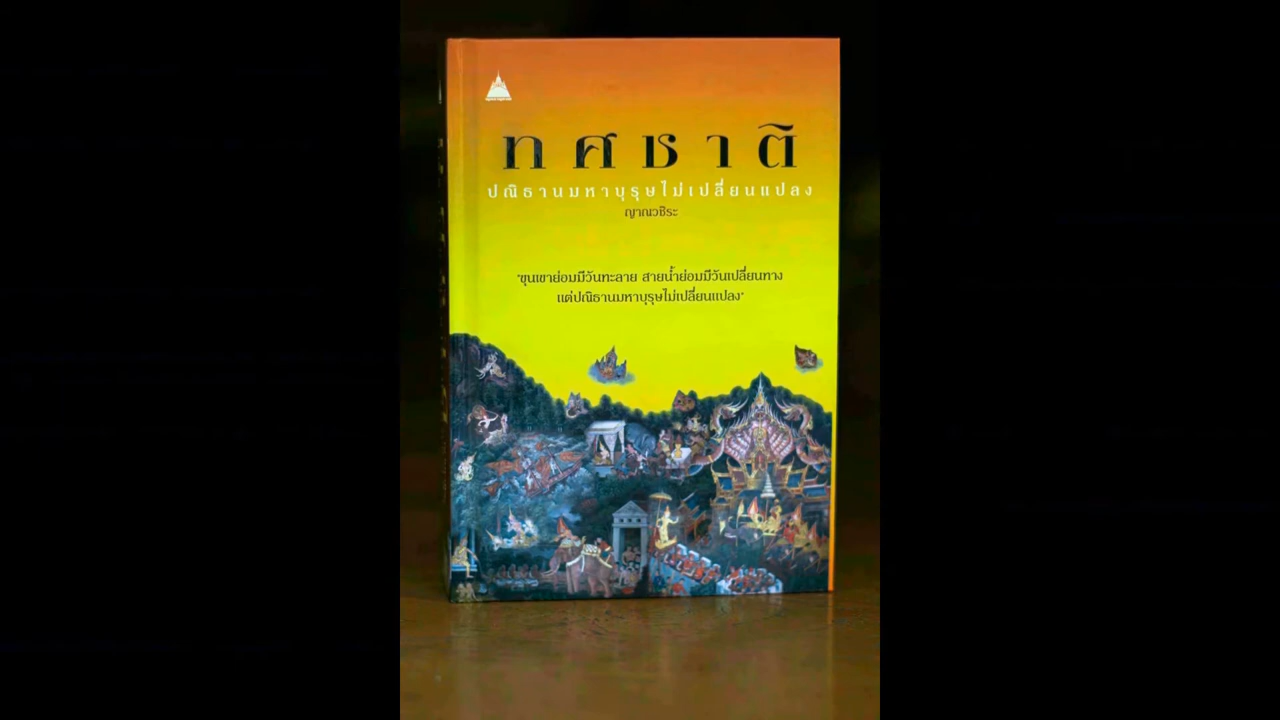 ทศชาติ
ปณิธานมหาบุรุษไม่เปลี่ยนแปลง
ญาณวชิระ
"ขุนเขาย่อมมีวันทะลาย สายน้ำย่อมมีวันเปลี่ยนทาง
แต่ปณิธานมหาบุรุษไม่เปลี่ยนแปลง"